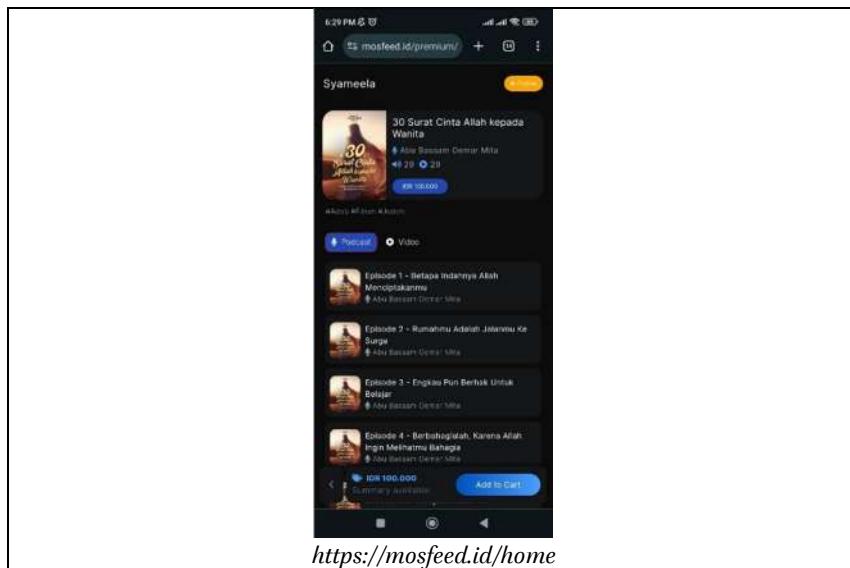 6:29 PM
mosfeed.id/premium/
Syameela
30 Surat Cinta Allah kepada
Wanita
Abu Bassam Oemar Mita
29 29
IDR 100.000
Podcast Video
Episode 1 - Betapa Indahnya Allah
Menciptakanmu
Abu Bassam Oemar Mita
Episode 2 - Rumahmu Adalah Jalanmu Ke
Surga
Abu Bassam Oemar Mita
Episode 3 - Engkau Pun Berhak Untuk
Belajar
Abu Bassam Oemar Mita
Episode 4 - Berbahagialah, Karena Allah
Ingin Melihatmu Bahagia
Abu Bassam Oemar Mita
IDR 100.000
Summary Available
Add to Cart
https://mosfeed.id/home